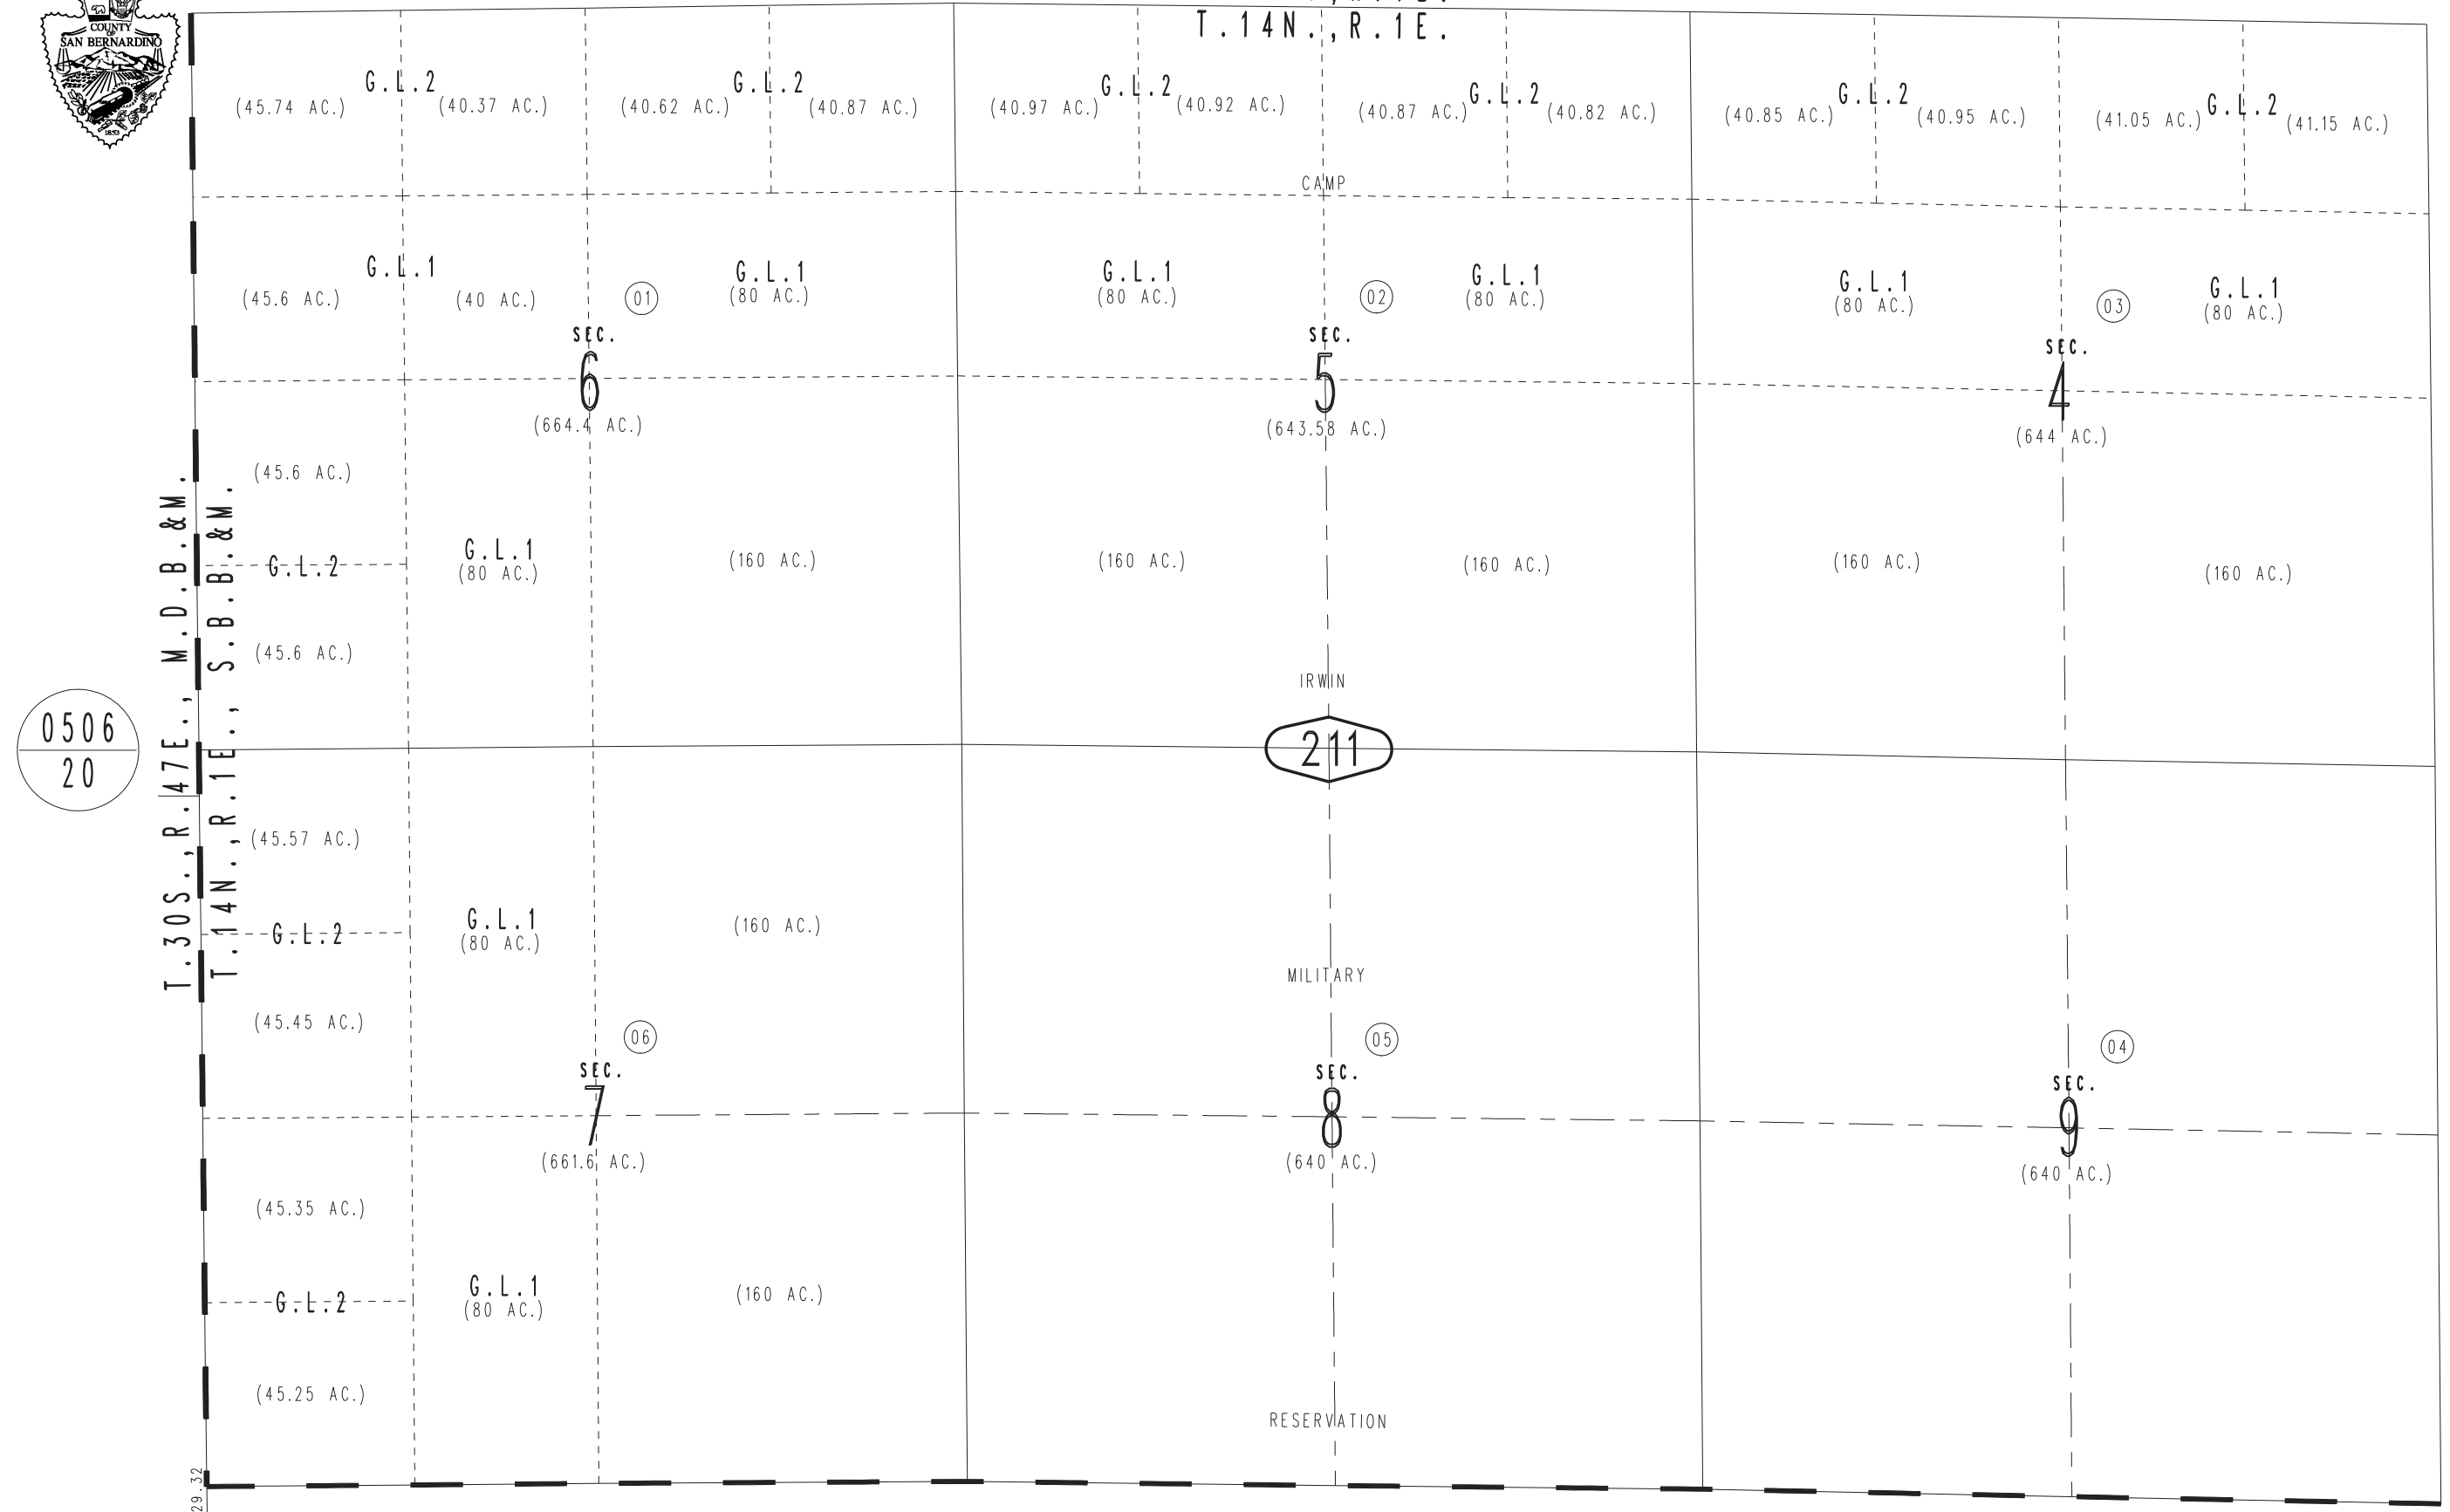 COUNTY
OF
SAN BERNARDINO
1853
T.14N.,R.1E.
G.L.2 G.L.2 G.L.2 G.L.2 G.L.2 G.L.2
(45.74 AC.) (40.37 AC.) (40.62 AC.) (40.87 AC.) (40.97 AC.) (40.92 AC.) (40.87 AC.) (40.82 AC.) (40.85 AC.) (40.95 AC.) (41.05 AC.) (41.15 AC.)
CAMP
G.L.1 G.L.1 G.L.1 G.L.1 G.L.1 G.L.1
(45.6 AC.) (40 AC.) 01 (80 AC.) (80 AC.) 02 (80 AC.) (80 AC.) 03 (80 AC.)
SEC. SEC. SEC.
6 5 4
(664.4 AC.) (643.58 AC.) (644 AC.)
(45.6 AC.)
G.L.2 G.L.1 (160 AC.) (160 AC.) (160 AC.) (160 AC.) (160 AC.)
(80 AC.)
(45.6 AC.)
IRWIN
T.30S.,R.47E., M.D.B.&M.
T.14N.,R.1E., S.B.B.&M.
0506
20
211
(45.57 AC.)
G.L.2 G.L.1 (160 AC.)
(80 AC.)
MILITARY
(45.45 AC.)
06 05 04
SEC. SEC. SEC.
7 8 9
(661.6 AC.) (640 AC.) (640 AC.)
(45.35 AC.)
G.L.2 G.L.1 (160 AC.)
(80 AC.)
(45.25 AC.)
RESERVATION
29.32